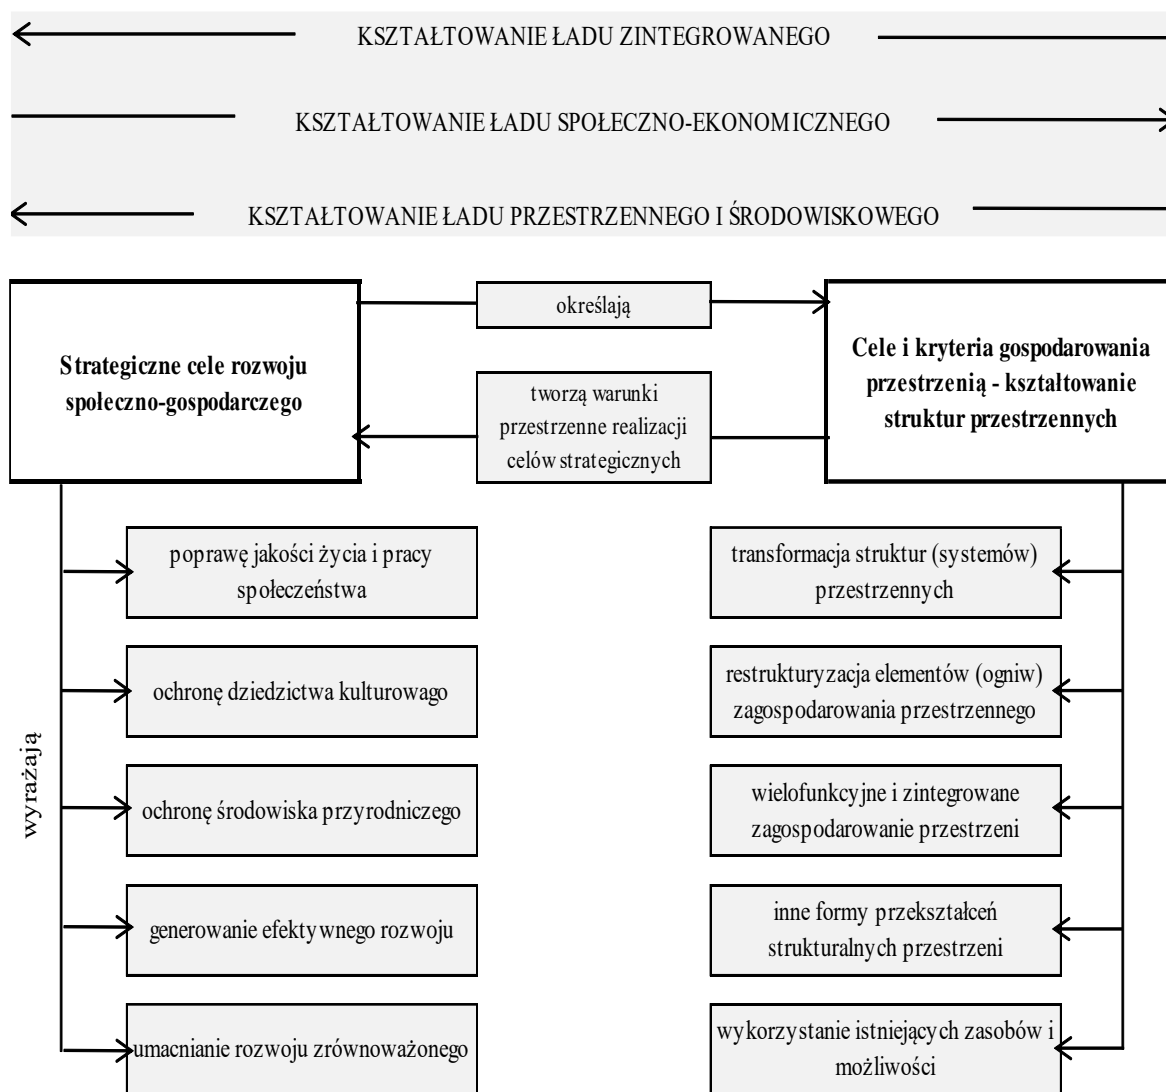 KSZTAŁTOWANIE ŁADU ZINTEGROWANEGO
KSZTAŁTOWANIE ŁADU SPOŁECZNO-EKONOMICZNEGO
KSZTAŁTOWANIE ŁADU PRZESTRZENNEGO I ŚRODOWISKOWEGO
Strategiczne cele rozwoju
społeczno-gospodarczego
określają
tworzą warunki
przestrzenne realizacji
celów strategicznych
Cele i kryteria gospodarowania
przestrzenią - kształtowanie
struktur przestrzennych
wyrażają
poprawę jakości życia i pracy
społeczeństwa
ochronę dziedzictwa kulturowago
ochronę środowiska przyrodniczego
generowanie efektywnego rozwoju
umacnianie rozwoju zrównoważonego
transformacja struktur (systemów)
przestrzennych
restrukturyzacja elementów (ogniw)
zagospodarowania przestrzennego
wielofunkcyjne i zintegrowane
zagospodarowanie przestrzeni
inne formy przekształceń
strukturalnych przestrzeni
wykorzystanie istniejących zasobów i
możliwości